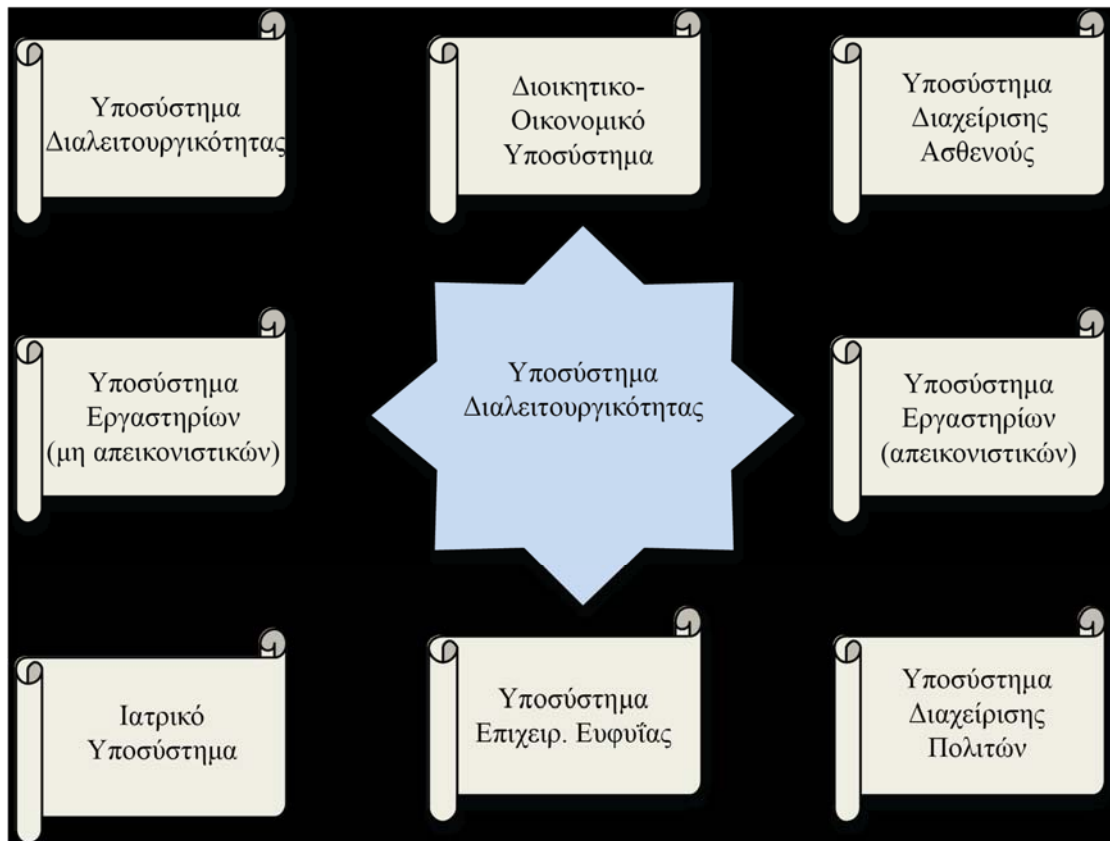 Υποσύστημα
Διαλειτουργικότητας
Διοικητικο-
Οικονομικό
Υποσύστημα
Υποσύστημα
Διαχείρισης
Ασθενούς
Υποσύστημα
Εργαστηρίων
(μη απεικονιστικών)
Υποσύστημα
Διαλειτουργικότητας
Υποσύστημα
Εργαστηρίων
(απεικονιστικών)
Ιατρικό
Υποσύστημα
Υποσύστημα
Επιχειρ. Ευφυΐας
Υποσύστημα
Διαχείρισης
Πολιτών